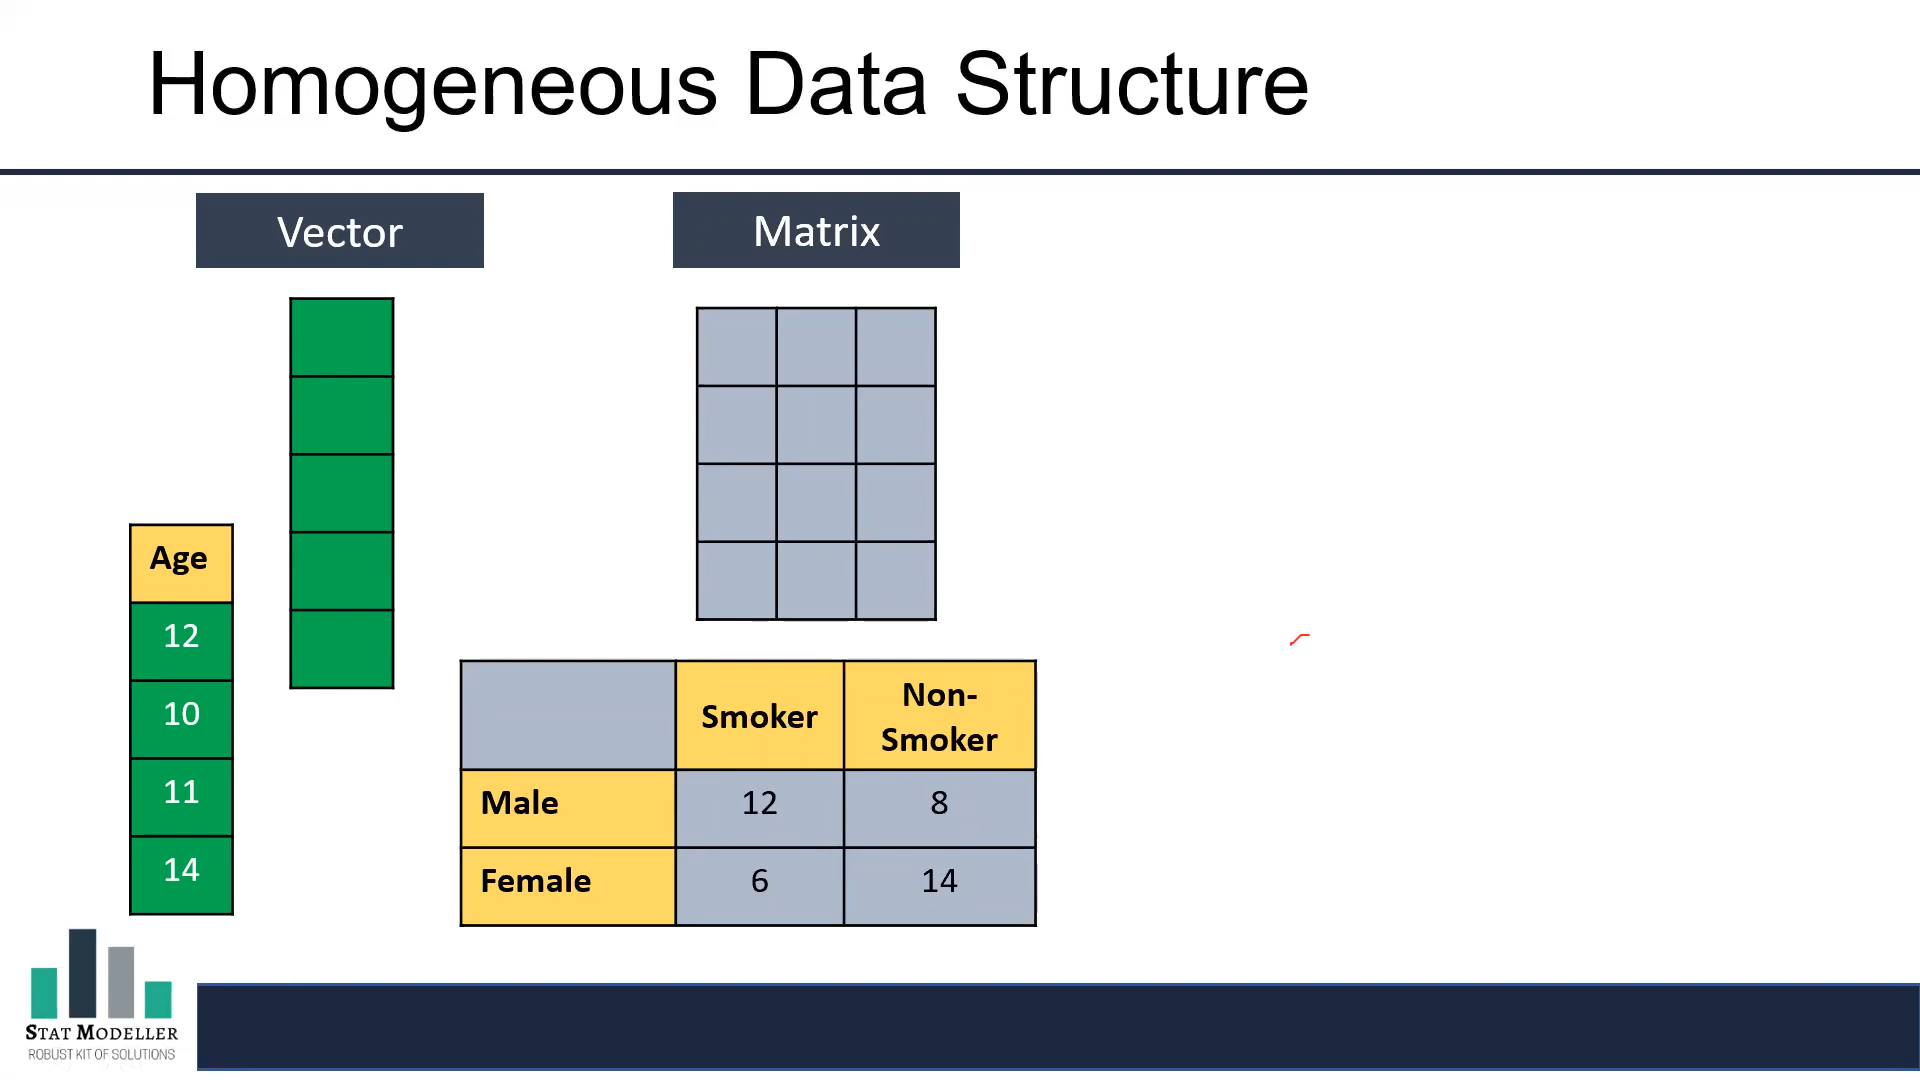 Homogeneous Data Structure
Vector
Matrix
Age
12
10
11
14
Smoker
Non-
Smoker
Male
12
8
Female
6
14
STAT MODELLER
ROBUST KIT OF SOLUTIONS